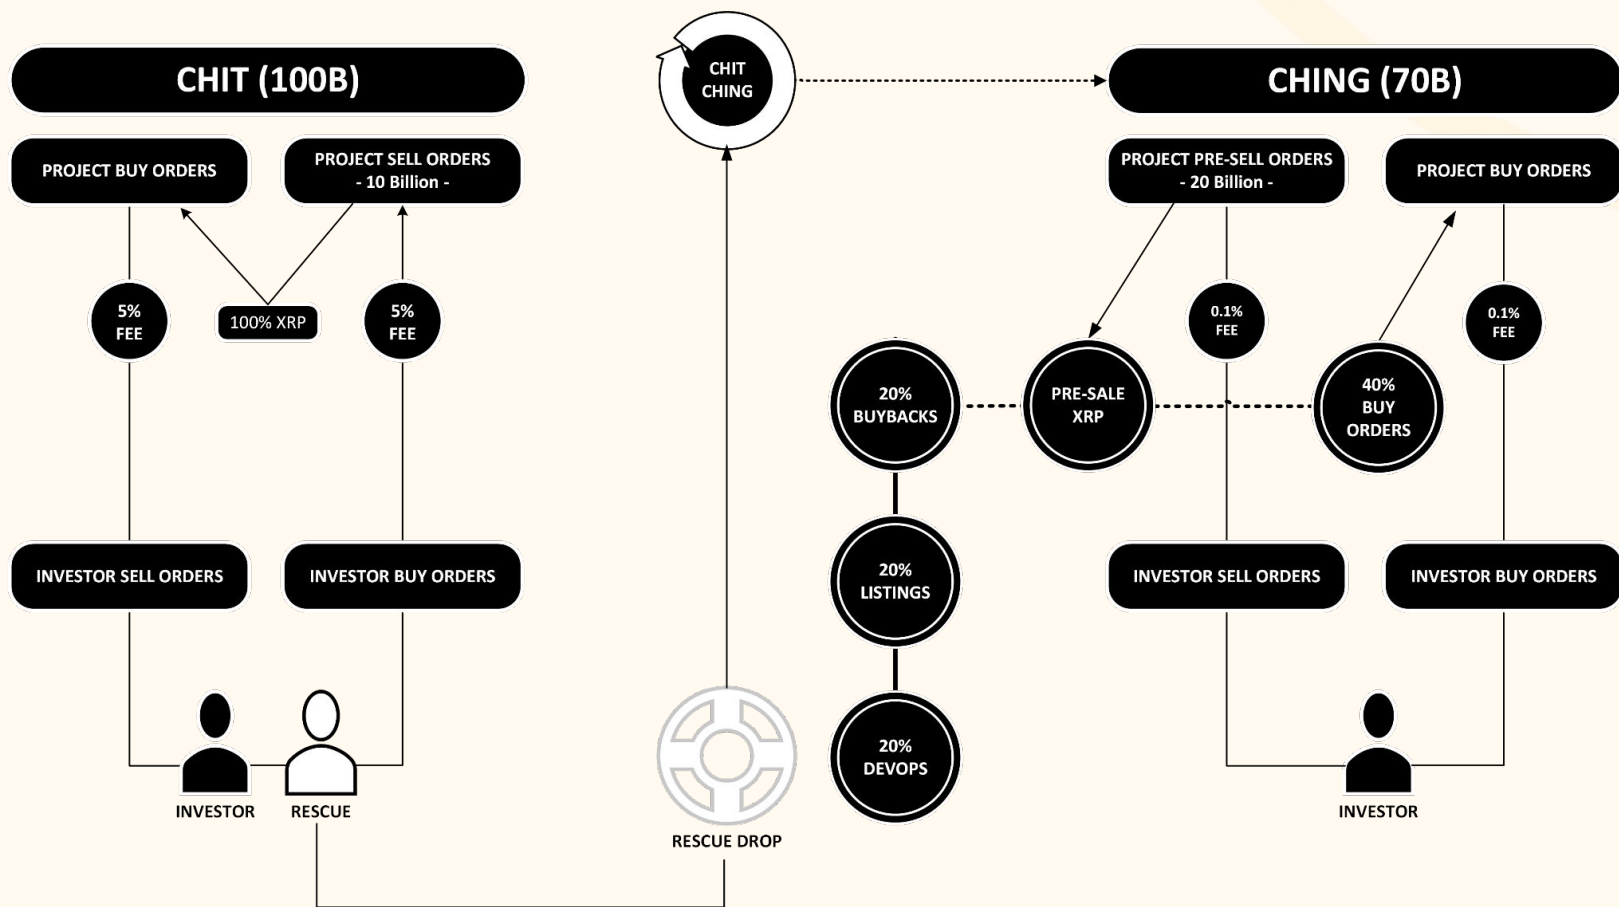 CHIT (100B)
PROJECT BUY ORDERS
PROJECT SELL ORDERS
- 10 Billion -
5%
FEE
100% XRP
5%
FEE
INVESTOR SELL ORDERS
INVESTOR BUY ORDERS
INVESTOR
RESCUE
CHIT
CHING
RESCUE DROP
CHING (70B)
PROJECT PRE-SELL ORDERS
- 20 Billion -
PROJECT BUY ORDERS
0.1%
FEE
0.1%
FEE
20%
BUYBACKS
PRE-SALE
XRP
40%
BUY
ORDERS
20%
LISTINGS
20%
DEVOPS
INVESTOR SELL ORDERS
INVESTOR BUY ORDERS
INVESTOR